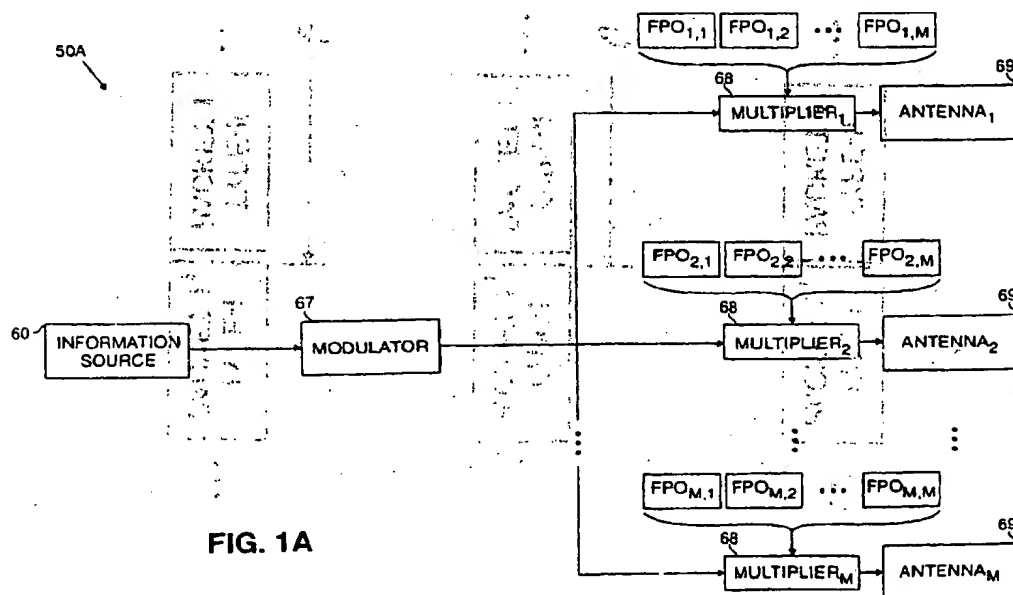 FPO1,1 FPO1,2 ••• FPO1,M
50A
68
69
MULTIPLIER1
ANTENNA1
FPO2,1 FPO2,2 ••• FPO2,M
60
67
68
69
INFORMATION
SOURCE
MODULATOR
MULTIPLIER2
ANTENNA2
FPOM,1 FPOM,2 ••• FPOM,M
FIG. 1A
68
69
MULTIPLIERM
ANTENNAM